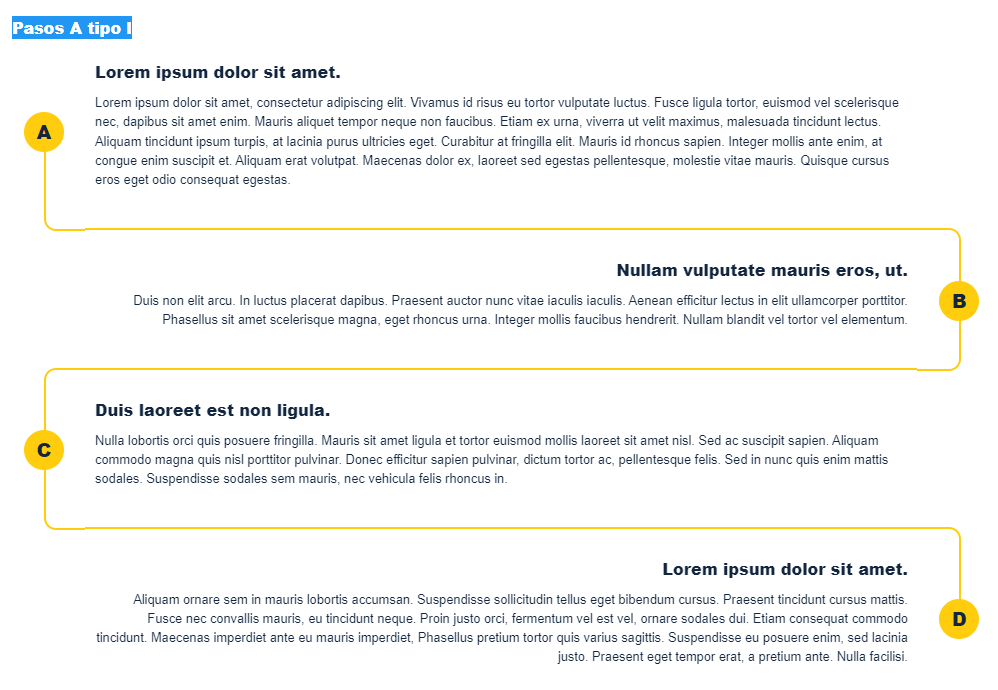 Pasos A tipo I
Lorem ipsum dolor sit amet.
Lorem ipsum dolor sit amet, consectetur adipiscing elit. Vivamus id risus eu tortor vulputate luctus. Fusce ligula tortor, euismod vel scelerisque
nec, dapibus sit amet enim. Mauris aliquet tempor neque non faucibus. Etiam ex urna, viverra ut velit maximus, malesuada tincidunt lectus.
Aliquam tincidunt ipsum turpis, at lacinia purus ultricies eget. Curabitur at fringilla elit. Mauris id rhoncus sapien. Integer mollis ante enim, at
congue enim suscipit et. Aliquam erat volutpat. Maecenas dolor ex, laoreet sed egestas pellentesque, molestie vitae mauris. Quisque cursus
eros eget odio consequat egestas.
A
Nullam vulputate mauris eros, ut.
Duis non elit arcu. In luctus placerat dapibus. Praesent auctor nunc vitae iaculis iaculis. Aenean efficitur lectus in elit ullamcorper porttitor.
Phasellus sit amet scelerisque magna, eget rhoncus urna. Integer mollis faucibus hendrerit. Nullam blandit vel tortor vel elementum.
B
Duis laoreet est non ligula.
Nulla lobortis orci quis posuere fringilla. Mauris sit amet ligula et tortor euismod mollis laoreet sit amet nisl. Sed ac suscipit sapien. Aliquam
commodo magna quis nisl porttitor pulvinar. Donec efficitur sapien pulvinar, dictum tortor ac, pellentesque felis. Sed in nunc quis enim mattis
sodales. Suspendisse sodales sem mauris, nec vehicula felis rhoncus in.
C
Lorem ipsum dolor sit amet.
Aliquam ornare sem in mauris lobortis accumsan. Suspendisse sollicitudin tellus eget bibendum cursus. Praesent tincidunt cursus mattis.
Fusce nec convallis mauris, eu tincidunt neque. Proin justo orci, fermentum vel est vel, ornare sodales dui. Etiam consequat commodo
tincidunt. Maecenas imperdiet ante eu mauris imperdiet, Phasellus pretium tortor quis varius sagittis. Suspendisse eu posuere enim, sed lacinia
justo. Praesent eget tempor erat, a pretium ante. Nulla facilisi.
D